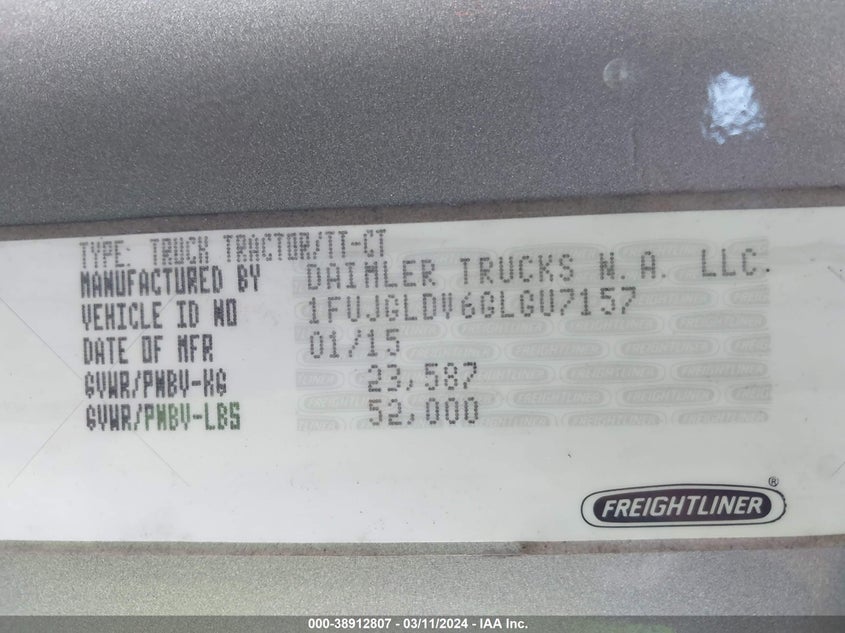 TYPE: TRUCK TRACTOR/TT-CT
MANUFACTURED BY DAIMLER TRUCKS N.A. LLC.
VEHICLE ID NO 1FUJGLDV6GLGU7157
DATE OF MFR 01/15
GVWR/PNBV-KG 23,587
GVWR/PNBV-LBS 52,000
FREIGHTLINER®
000-38912807 - 03/11/2024 - IAA Inc.